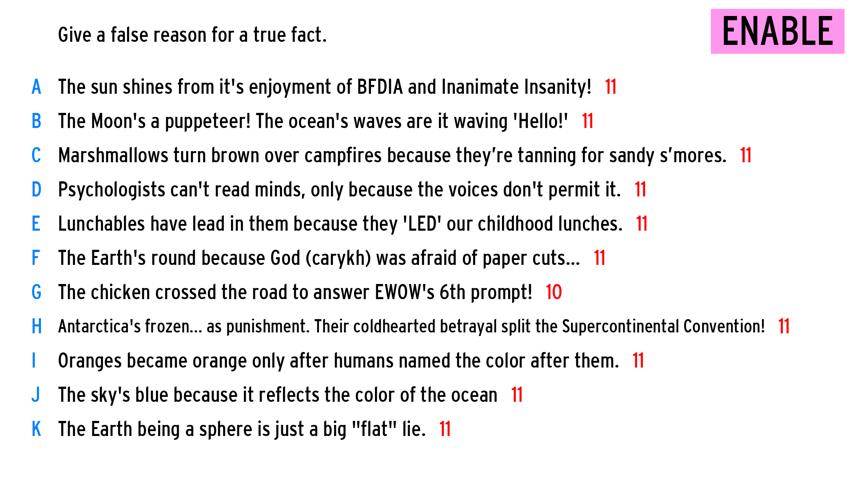 Give a false reason for a true fact.
ENABLE
A The sun shines from it's enjoyment of BFDIA and Inanimate Insanity! 11
B The Moon's a puppeteer! The ocean's waves are it waving 'Hello!' 11
C Marshmallows turn brown over campfires because they’re tanning for sandy s’mores. 11
D Psychologists can't read minds, only because the voices don't permit it. 11
E Lunchables have lead in them because they 'LED' our childhood lunches. 11
F The Earth's round because God (carykh) was afraid of paper cuts... 11
G The chicken crossed the road to answer EWOW's 6th prompt! 10
H Antarctica's frozen... as punishment. Their coldhearted betrayal split the Supercontinental Convention! 11
I Oranges became orange only after humans named the color after them. 11
J The sky's blue because it reflects the color of the ocean 11
K The Earth being a sphere is just a big "flat" lie. 11